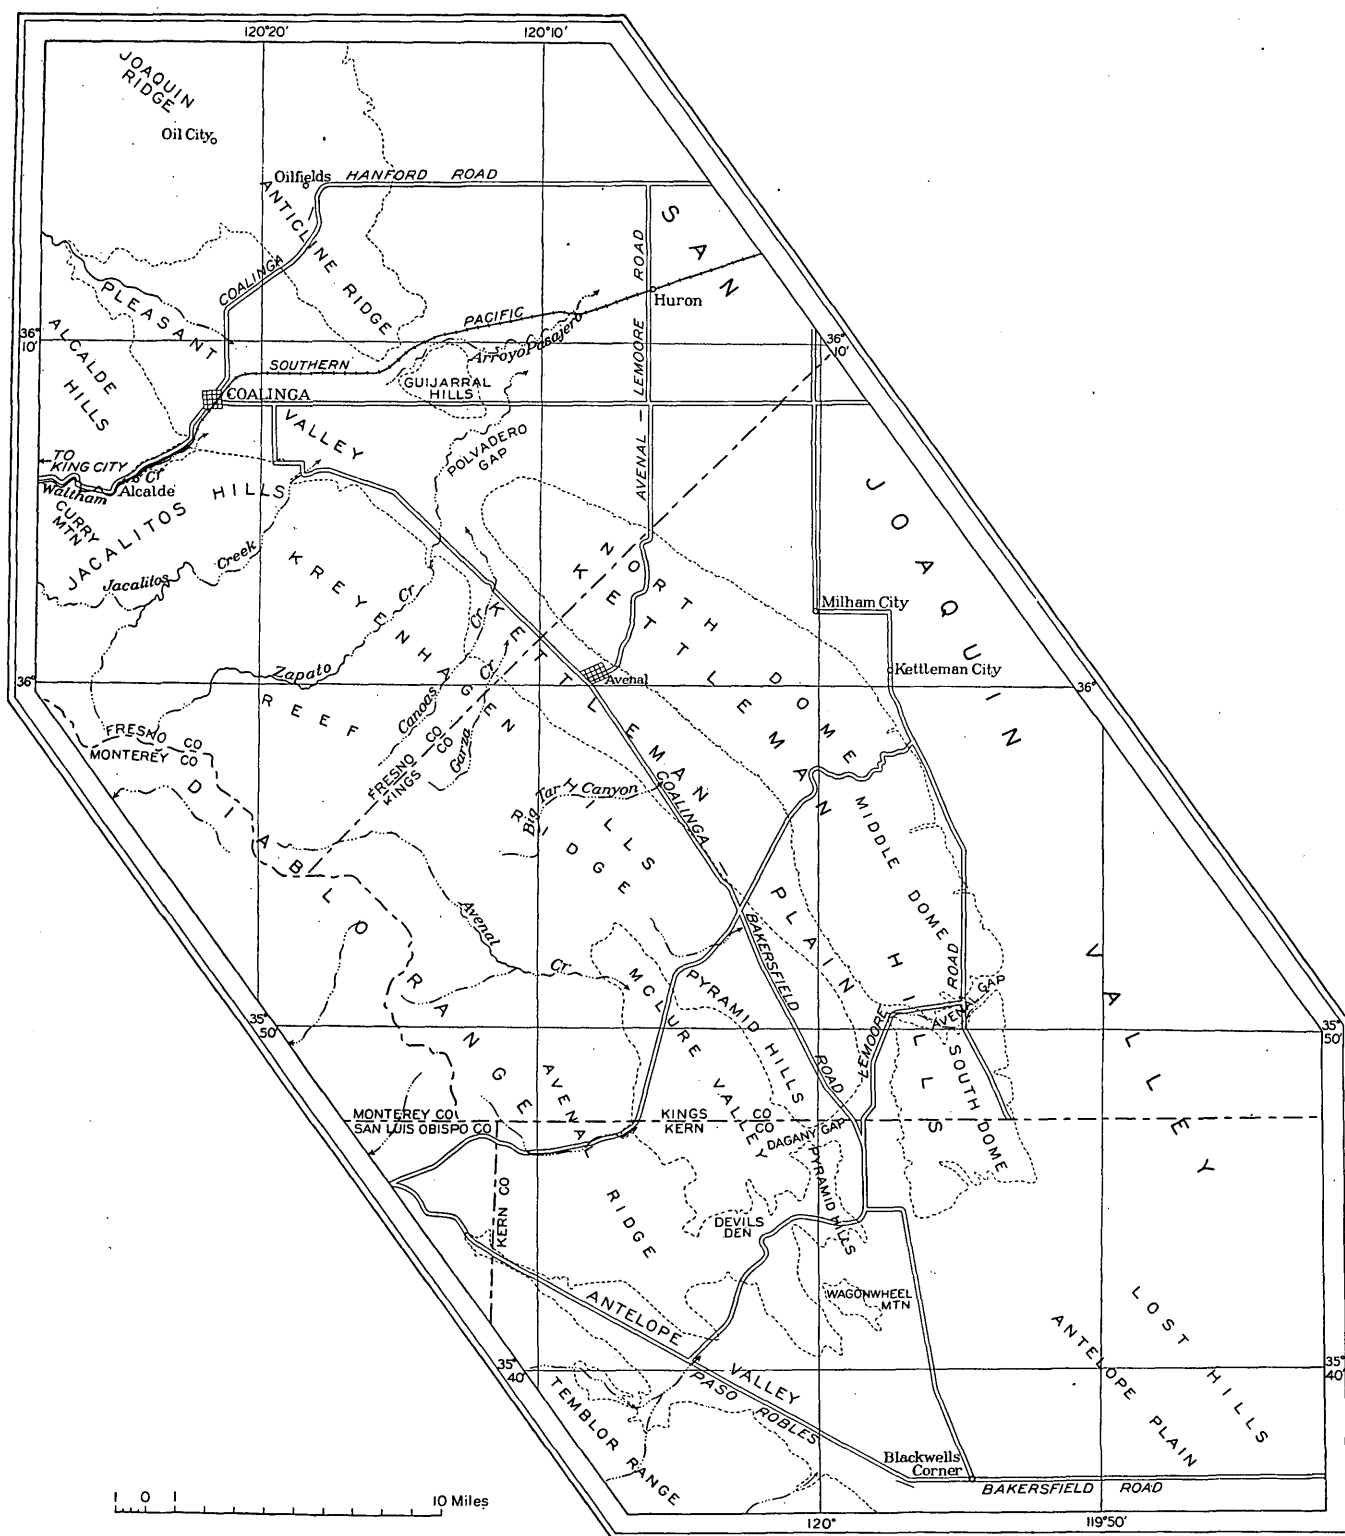 120°20'
120°10'
JOAQUIN
RIDGE
Oil City
Oilfields
HANFORD ROAD
ANTICLINE RIDGE
SAN
COALINGA
AVENAL — LEMOORE ROAD
PLEASANT
Huron
PACIFIC
ALCALDE
HILLS
36°
10'
36°
10'
Arroyo Pasajero
SOUTHERN
GUIJARRAL
HILLS
COALINGA
VALLEY
POLVADERO
GAP
TO
KING CITY
Waltham
Cr
Alcalde
CURRY
MTN
JACALITOS HILLS
JOAQUIN
Jacalitos
Creek
KREYENHAGEN
NORTH DOME
KETTLEMAN
KETTLEMAN
Milham City
Zapato
Cr
Cr
Cr
Kettleman City
Avenal
36°
36°
REEF
Canoas
Garza
FRESNO CO
MONTEREY CO
FRESNO CO
KINGS CO
DIABLO RANGE
Big Tar Canyon
HILLS
RIDGE
COALINGA
MIDDLE DOME
PLAIN
HILLS
Avenal
Cr
BAKERSFIELD
ROAD
VALLEY
MCLURE VALLEY
PYRAMID HILLS
ROAD
AVENAL GAP
LEMOORE
35°
50'
35°
50'
SOUTH DOME
AVENAL
RIDGE
MONTEREY CO
SAN LUIS OBISPO CO
KINGS CO
KERN CO
DAGANY GAP
PYRAMID HILLS
KERN CO
DEVILS
DEN
WAGONWHEEL
MTN
LOST HILLS
ANTELOPE
VALLEY
ANTELOPE PLAIN
35°
40'
35°
40'
PASO ROBLES
TEMBLOR RANGE
Blackwells
Corner
BAKERSFIELD ROAD
1 0 1
10 Miles
120°
119°50'